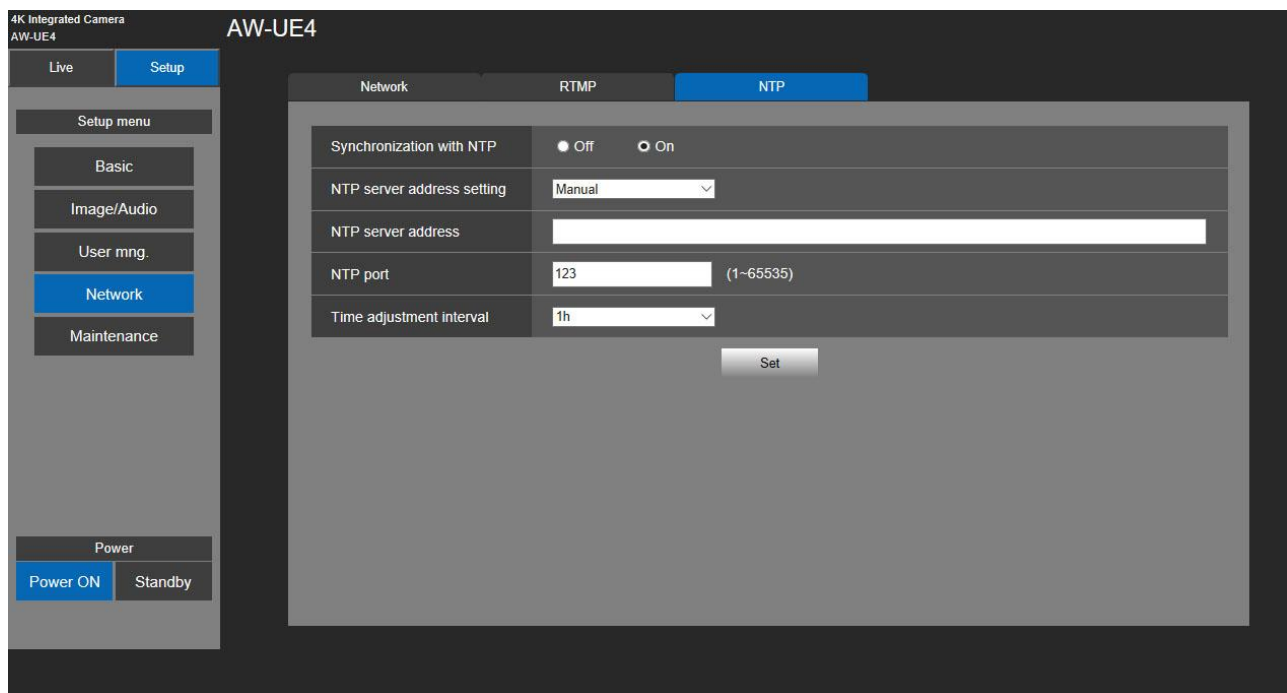 4K Integrated Camera
AW-UE4
AW-UE4
Live Setup
Setup menu
Basic
Image/Audio
User mng.
Network
Maintenance
Power
Power ON Standby
Network RTMP NTP
Synchronization with NTP Off On
NTP server address setting Manual
NTP server address
NTP port 123 (1~65535)
Time adjustment interval 1h
Set